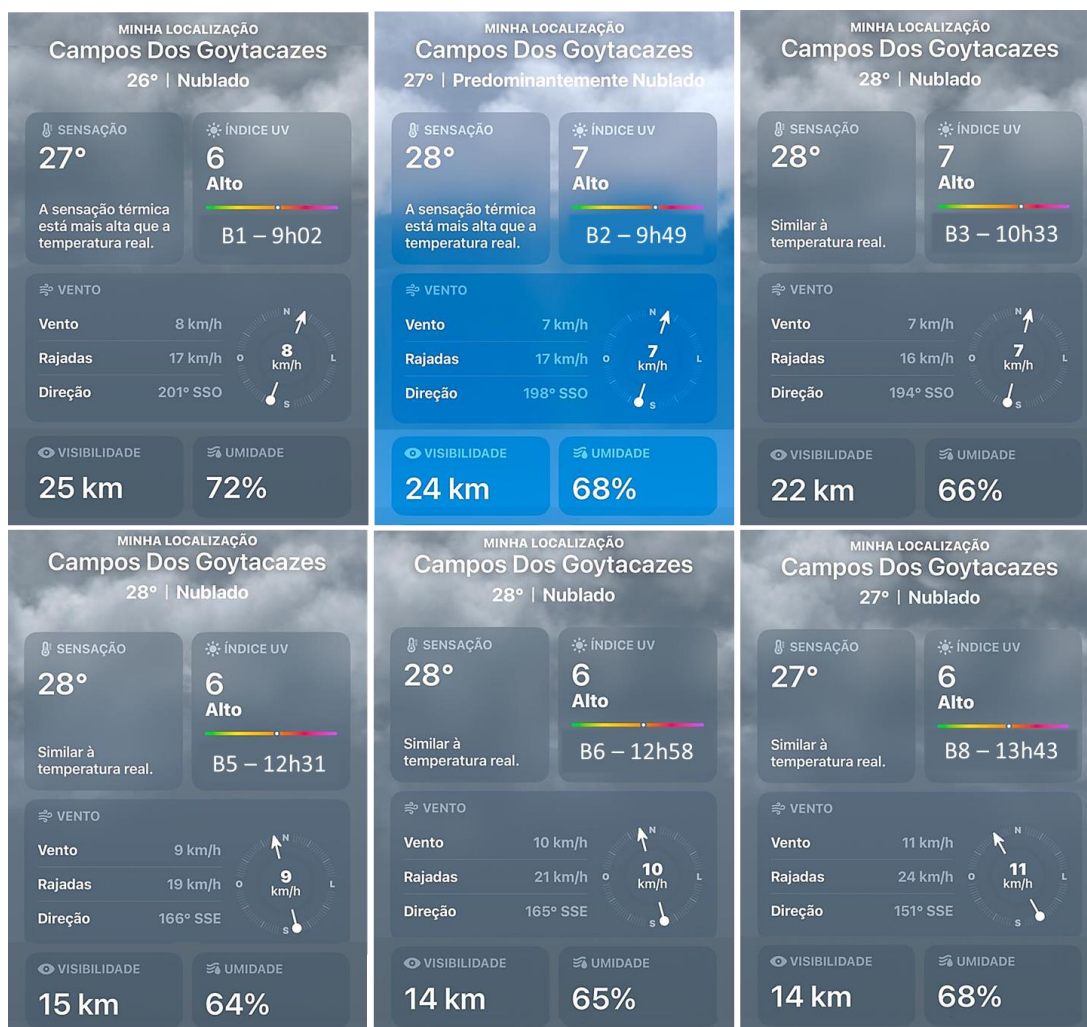 MINHA LOCALIZAÇÃO
Campos Dos Goytacazes
26° | Nublado
SENSAÇÃO
27°
A sensação térmica
está mais alta que a
temperatura real.
ÍNDICE UV
6
Alto
B1 – 9h02
VENTO
Vento 8 km/h
Rajadas 17 km/h
Direção 201° SSO
N
O
L
S
8
km/h
VISIBILIDADE
25 km
UMIDADE
72%
MINHA LOCALIZAÇÃO
Campos Dos Goytacazes
27° | Predominantemente Nublado
SENSAÇÃO
28°
A sensação térmica
está mais alta que a
temperatura real.
ÍNDICE UV
7
Alto
B2 – 9h49
VENTO
Vento 7 km/h
Rajadas 17 km/h
Direção 198° SSO
N
O
L
S
7
km/h
VISIBILIDADE
24 km
UMIDADE
68%
MINHA LOCALIZAÇÃO
Campos Dos Goytacazes
28° | Nublado
SENSAÇÃO
28°
Similar à
temperatura real.
ÍNDICE UV
7
Alto
B3 – 10h33
VENTO
Vento 7 km/h
Rajadas 16 km/h
Direção 194° SSO
N
O
L
S
7
km/h
VISIBILIDADE
22 km
UMIDADE
66%
MINHA LOCALIZAÇÃO
Campos Dos Goytacazes
28° | Nublado
SENSAÇÃO
28°
Similar à
temperatura real.
ÍNDICE UV
6
Alto
B5 – 12h31
VENTO
Vento 9 km/h
Rajadas 19 km/h
Direção 166° SSE
N
O
L
S
9
km/h
VISIBILIDADE
15 km
UMIDADE
64%
MINHA LOCALIZAÇÃO
Campos Dos Goytacazes
28° | Nublado
SENSAÇÃO
28°
Similar à
temperatura real.
ÍNDICE UV
6
Alto
B6 – 12h58
VENTO
Vento 10 km/h
Rajadas 21 km/h
Direção 165° SSE
N
O
L
S
10
km/h
VISIBILIDADE
14 km
UMIDADE
65%
MINHA LOCALIZAÇÃO
Campos Dos Goytacazes
27° | Nublado
SENSAÇÃO
27°
Similar à
temperatura real.
ÍNDICE UV
6
Alto
B8 – 13h43
VENTO
Vento 11 km/h
Rajadas 24 km/h
Direção 151° SSE
N
O
L
S
11
km/h
VISIBILIDADE
14 km
UMIDADE
68%